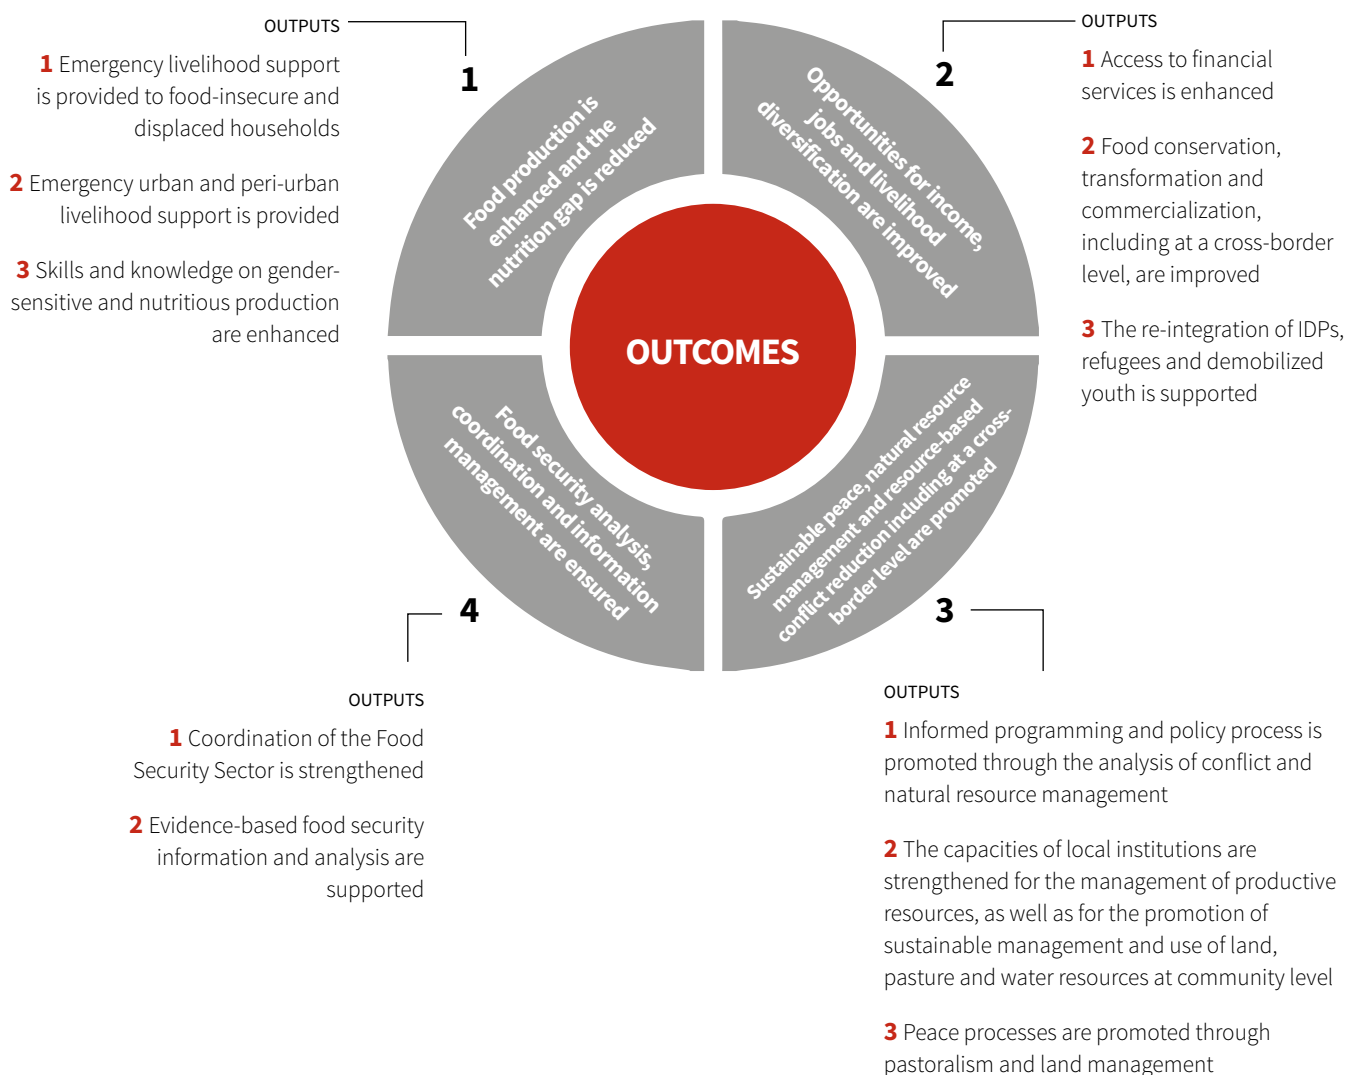 OUTPUTS
1 Emergency livelihood support
is provided to food-insecure and
displaced households
2 Emergency urban and peri-urban
livelihood support is provided
3 Skills and knowledge on gender-
sensitive and nutritious production
are enhanced
1
Food production is
enhanced and the
nutrition gap is reduced
2
Opportunities for income,
jobs and livelihood
diversification are improved
OUTPUTS
1 Access to financial
services is enhanced
2 Food conservation,
transformation and
commercialization,
including at a cross-border
level, are improved
3 The re-integration of IDPs,
refugees and demobilized
youth is supported
OUTCOMES
Food security analysis,
coordination and information
management are ensured
4
Sustainable peace, natural resource
management and resource-based
conflict reduction including at a cross-
border level are promoted
3
OUTPUTS
1 Coordination of the Food
Security Sector is strengthened
2 Evidence-based food security
information and analysis are
supported
OUTPUTS
1 Informed programming and policy process is
promoted through the analysis of conflict and
natural resource management
2 The capacities of local institutions are
strengthened for the management of productive
resources, as well as for the promotion of
sustainable management and use of land,
pasture and water resources at community level
3 Peace processes are promoted through
pastoralism and land management